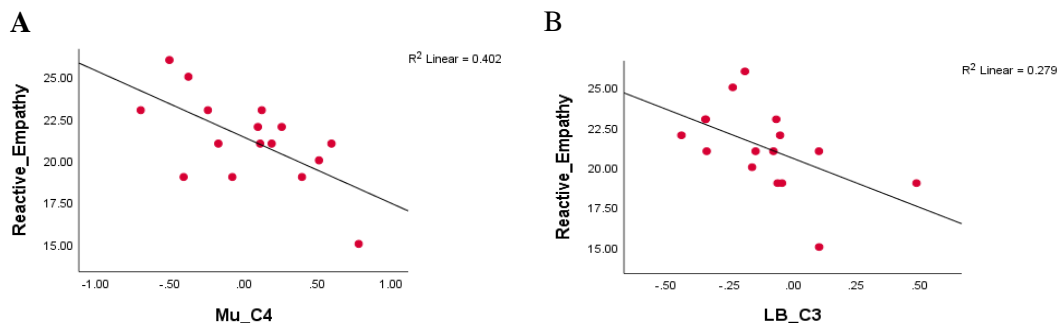 A
R² Linear = 0.402
Reactive_Empathy
25.00
22.50
20.00
17.50
15.00
-1.00
-.50
.00
.50
1.00
Mu_C4
B
R² Linear = 0.279
Reactive_Empathy
25.00
22.50
20.00
17.50
15.00
-.50
-.25
.00
.25
.50
LB_C3